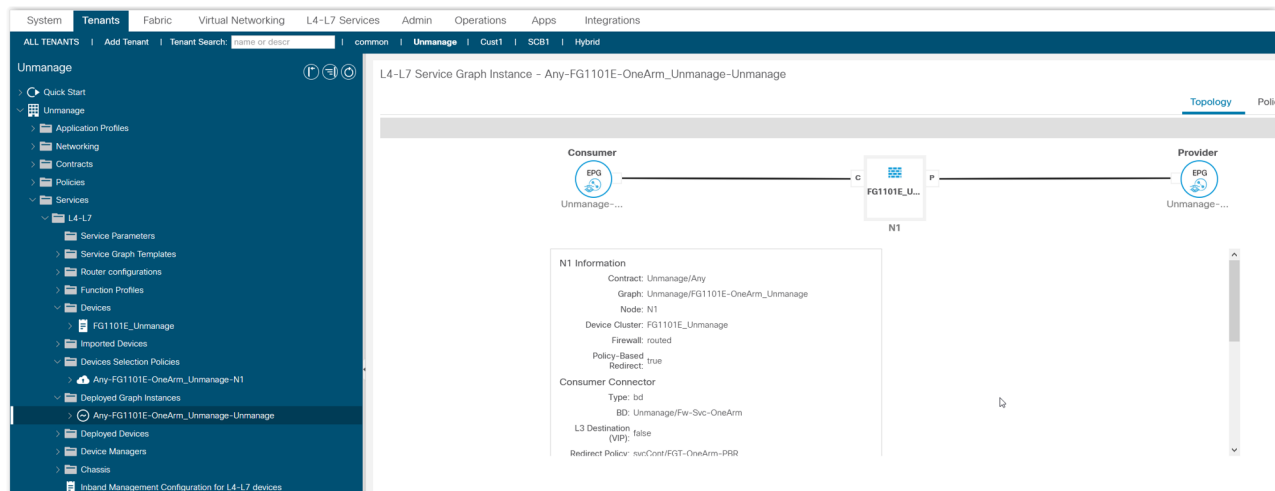 System Tenants Fabric Virtual Networking L4-L7 Services Admin Operations Apps Integrations
ALL TENANTS | Add Tenant | Tenant Search: name or descr | common | Unmanage | Cust1 | SCB1 | Hybrid
Unmanage
Quick Start
Unmanage
Application Profiles
Networking
Contracts
Policies
Services
L4-L7
Service Parameters
Service Graph Templates
Router configurations
Function Profiles
Devices
FG1101E_Unmanage
Imported Devices
Devices Selection Policies
Any-FG1101E-OneArm_Unmanage-N1
Deployed Graph Instances
Any-FG1101E-OneArm_Unmanage-Unmanage
Deployed Devices
Device Managers
Chassis
Inband Management Configuration for L4-L7 devices
L4-L7 Service Graph Instance - Any-FG1101E-OneArm_Unmanage-Unmanage
Topology Poli
Consumer Provider
EPG C FG1101E_U... P EPG
Unmanage-... Unmanage-...
N1
N1 Information
Contract: Unmanage/Any
Graph: Unmanage/FG1101E-OneArm_Unmanage
Node: N1
Device Cluster: FG1101E_Unmanage
Firewall: routed
Policy-Based Redirect: true
Consumer Connector
Type: bd
BD: Unmanage/Fw-Svc-OneArm
L3 Destination (VIP): false
Redirect Policy: svcCont/FGT-OneArm-PBR